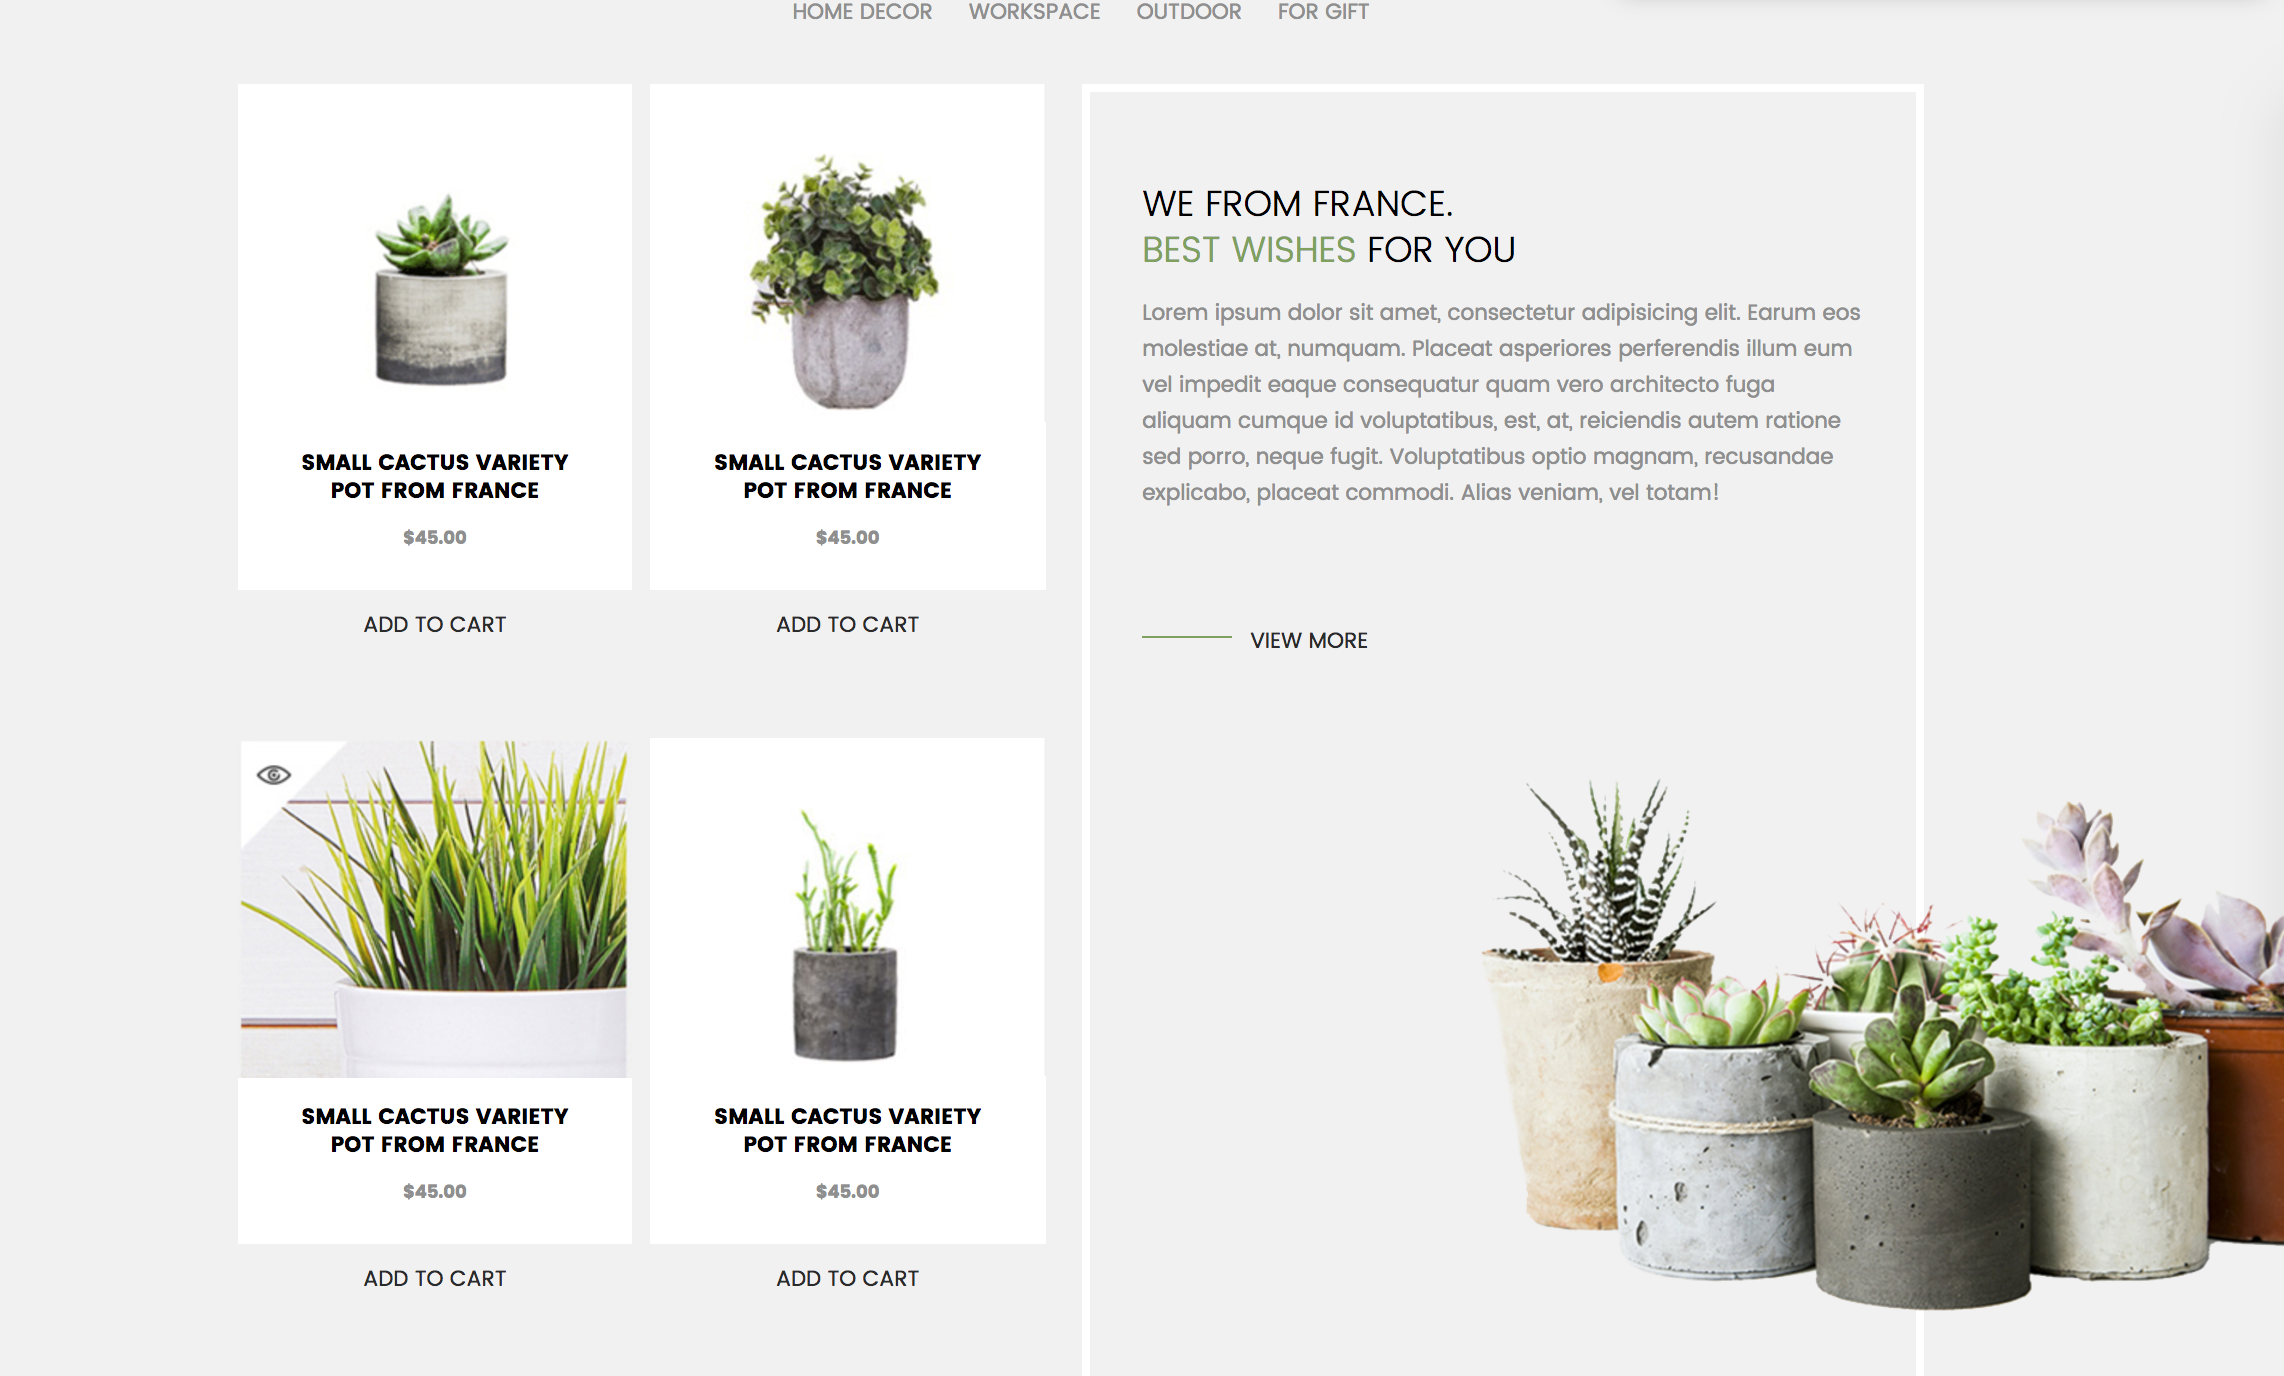 HOME DECOR WORKSPACE OUTDOOR FOR GIFT
SMALL CACTUS VARIETY
POT FROM FRANCE
$45.00
ADD TO CART
SMALL CACTUS VARIETY
POT FROM FRANCE
$45.00
ADD TO CART
SMALL CACTUS VARIETY
POT FROM FRANCE
$45.00
ADD TO CART
SMALL CACTUS VARIETY
POT FROM FRANCE
$45.00
ADD TO CART
WE FROM FRANCE.
BEST WISHES FOR YOU
Lorem ipsum dolor sit amet, consectetur adipisicing elit. Earum eos
molestiae at, numquam. Placeat asperiores perferendis illum eum
vel impedit eaque consequatur quam vero architecto fuga
aliquam cumque id voluptatibus, est, at, reiciendis autem ratione
sed porro, neque fugit. Voluptatibus optio magnam, recusandae
explicabo, placeat commodi. Alias veniam, vel totam!
VIEW MORE